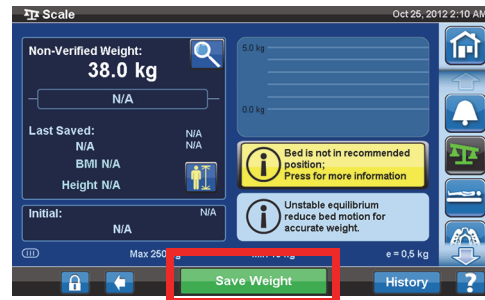 Scale
Oct 25, 2012 2:10 AM
Non-Verified Weight:
38.0 kg
N/A
Last Saved:
N/A
N/A
N/A
BMI N/A
Height N/A
Initial:
N/A
N/A
5.0 kg
0.0 kg
Bed is not in recommended
position;
Press for more information
Unstable equilibrium
reduce bed motion for
accurate weight.
Max 250
e = 0,5 kg
Save Weight
History
?